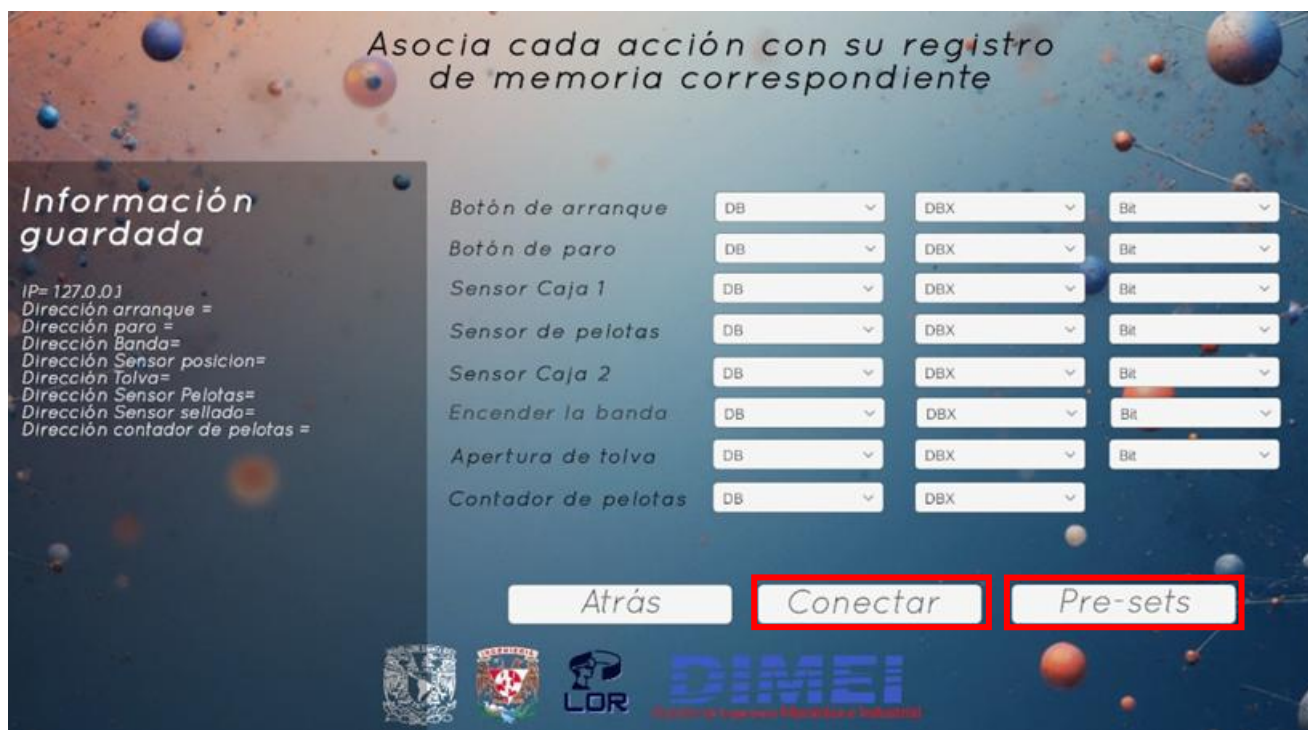 Asocia cada acción con su registro
de memoria correspondiente
Información
guardada
IP= 127.0.0.1
Dirección arranque =
Dirección paro =
Dirección Banda=
Dirección Sensor posicion=
Dirección Tolva=
Dirección Sensor Pelotas=
Dirección Sensor sellado=
Dirección contador de pelotas =
Botón de arranque DB DBX Bit
Botón de paro DB DBX Bit
Sensor Caja 1 DB DBX Bit
Sensor de pelotas DB DBX Bit
Sensor Caja 2 DB DBX Bit
Encender la banda DB DBX Bit
Apertura de tolva DB DBX Bit
Contador de pelotas DB DBX
Atrás Conectar Pre-sets
INGENIERIA
LOR
DIMEI